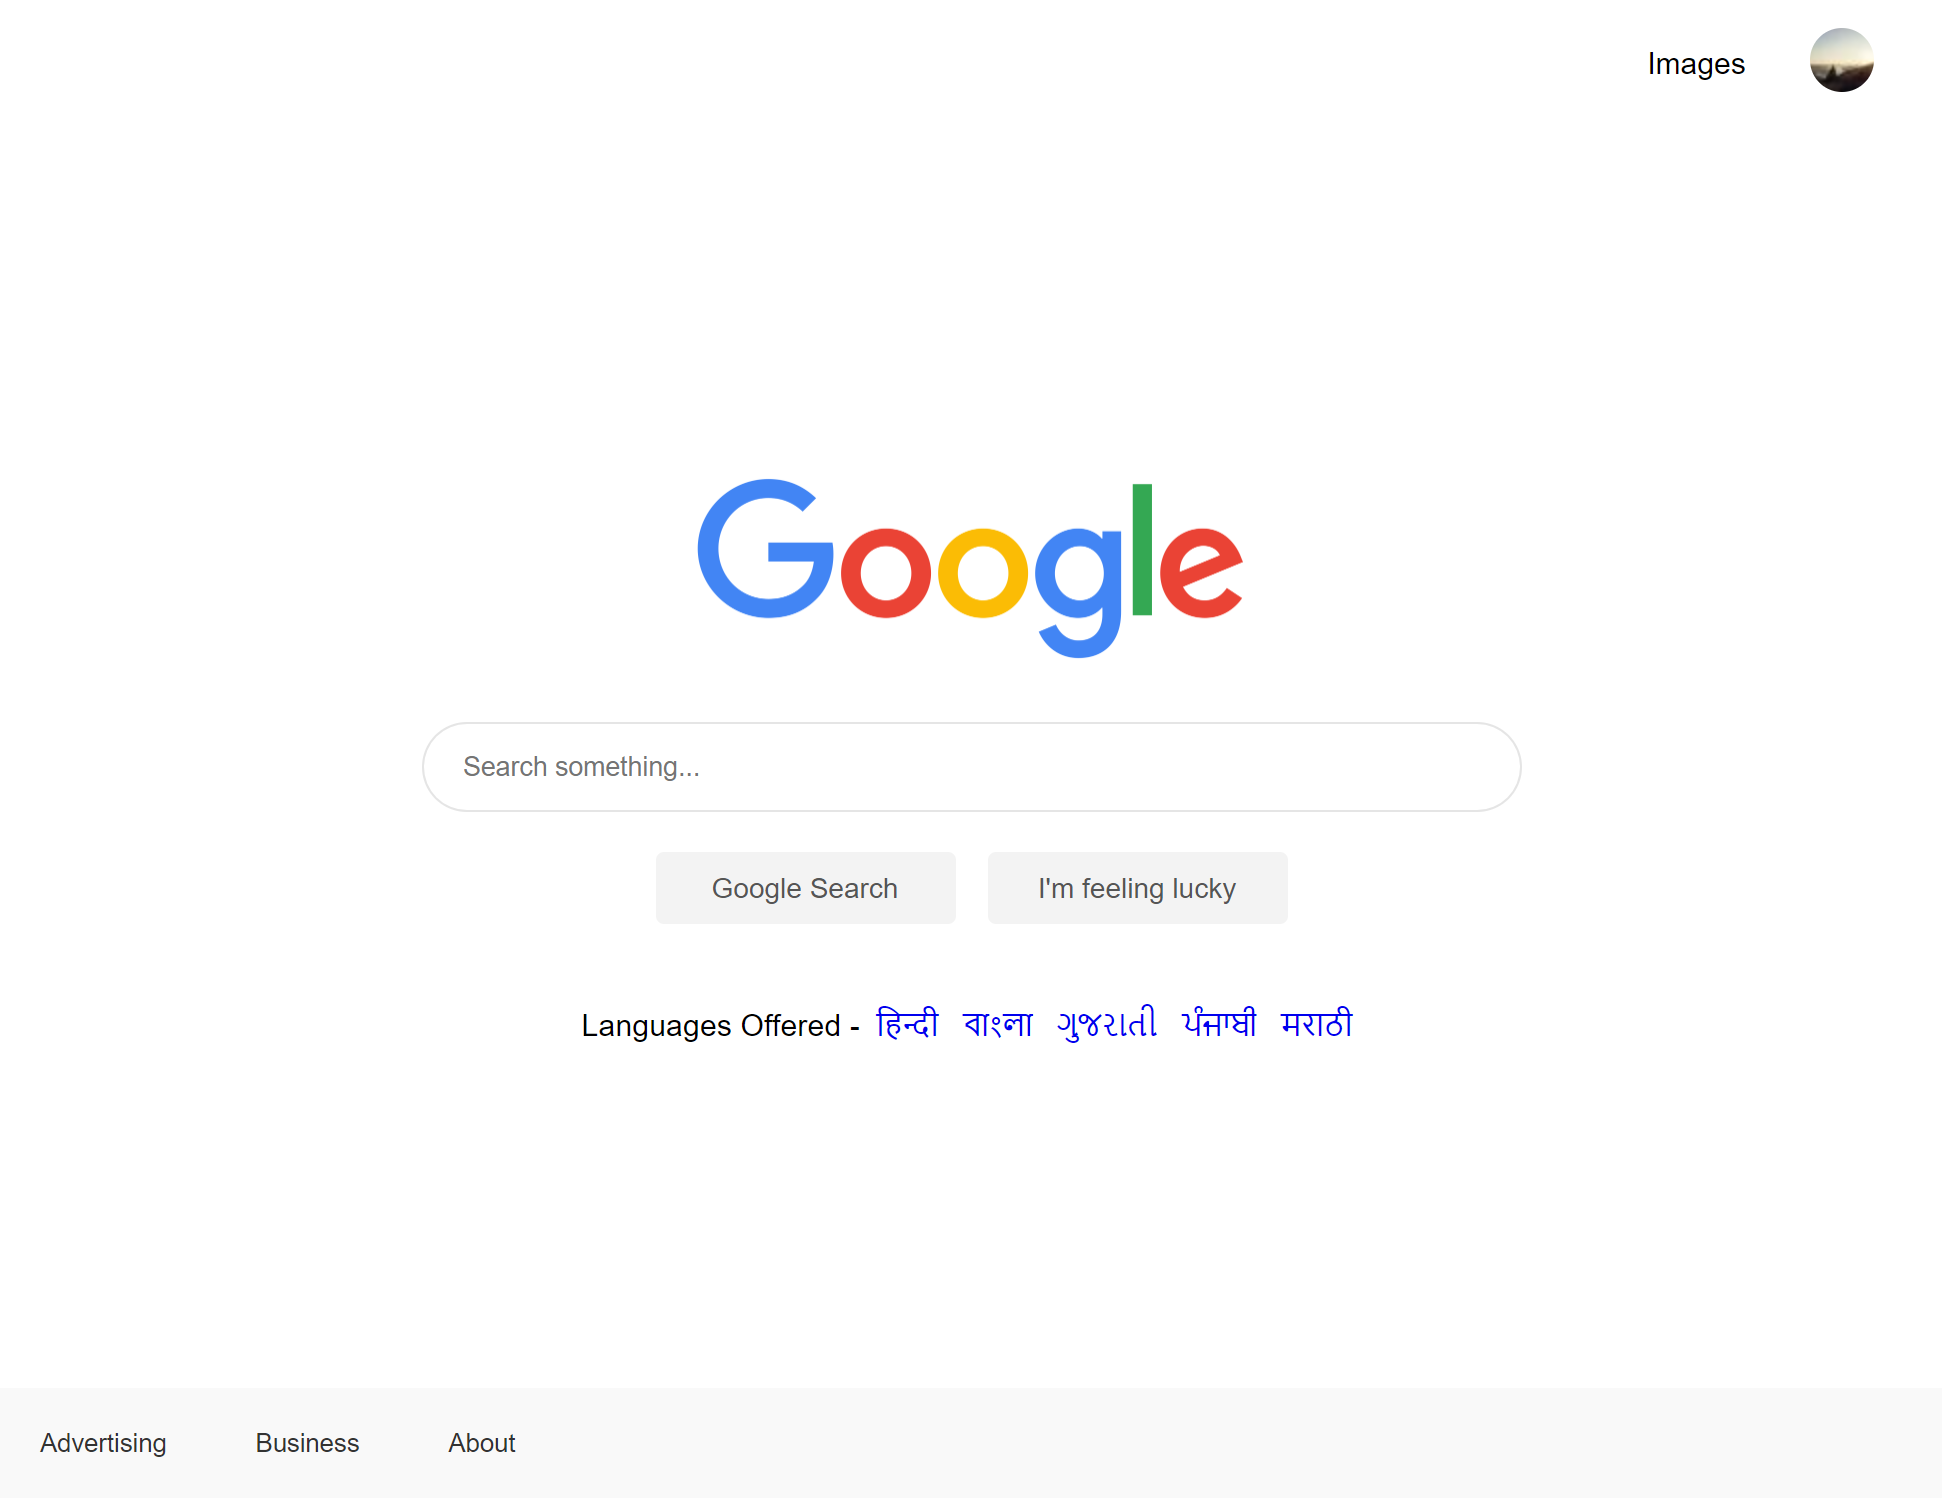 Images
Google
Search something...
Google Search
I'm feeling lucky
Languages Offered - हिन्दी বাংলা ગુજરાતી ਪੰਜਾਬੀ मराठी
Advertising
Business
About